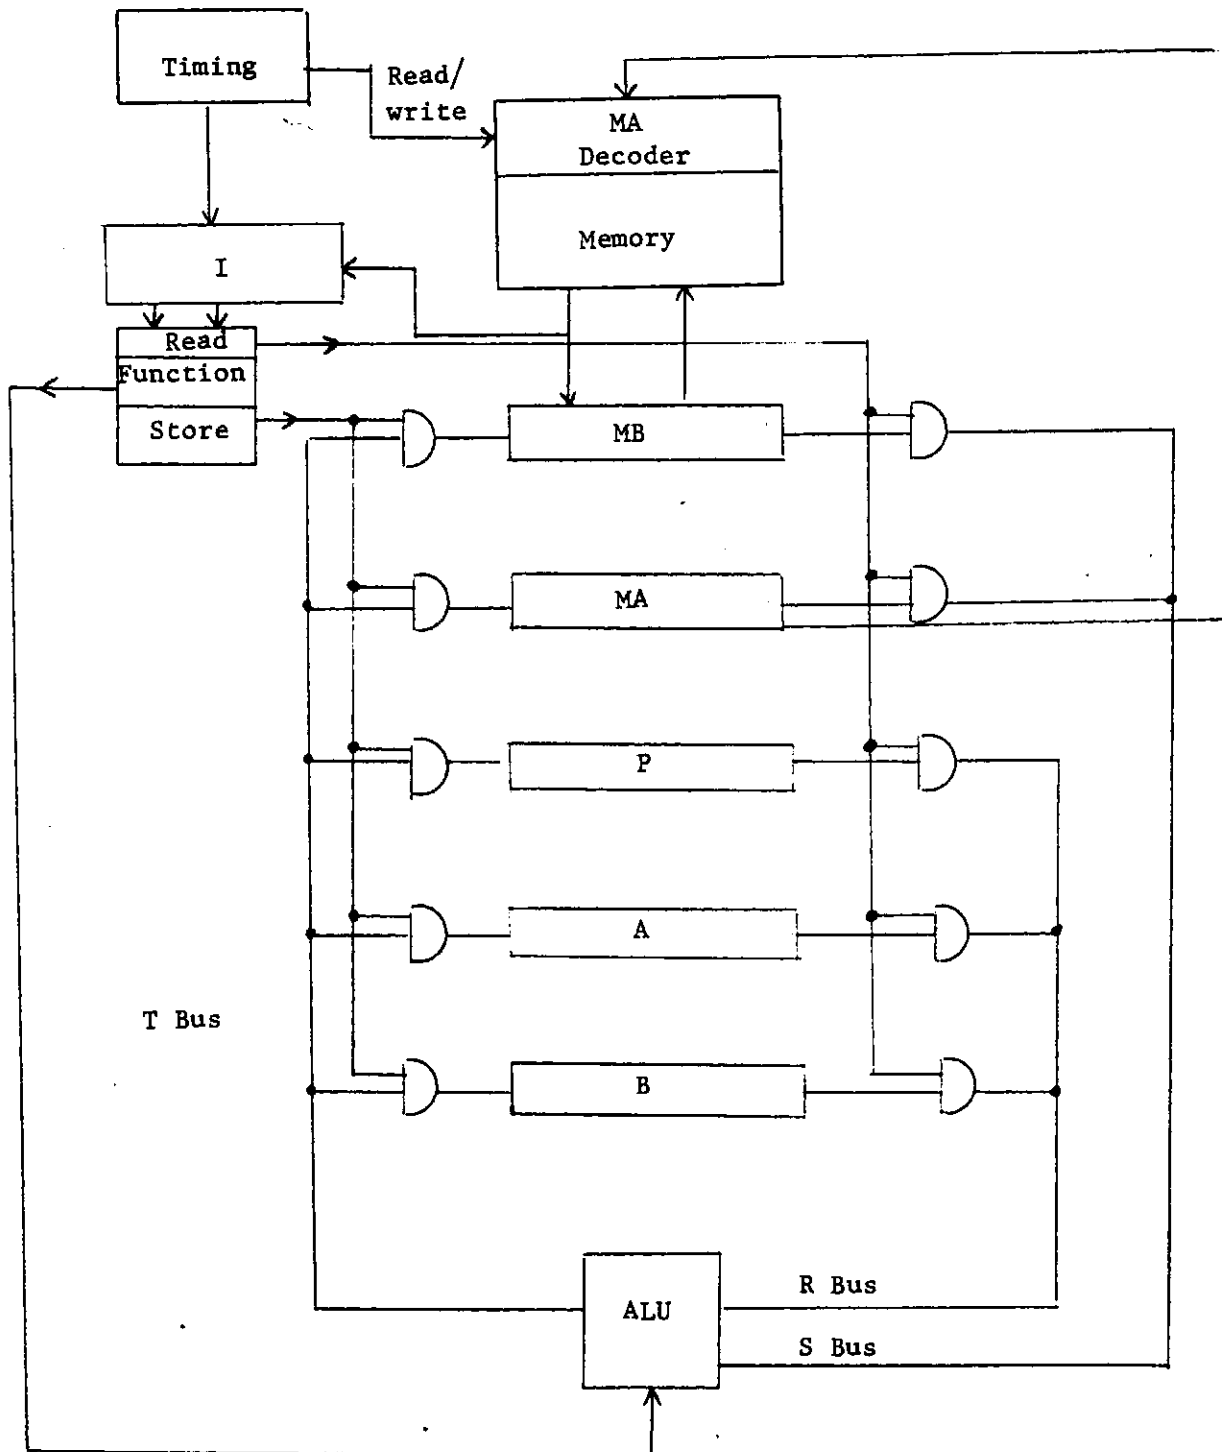 Timing
Read/
write
MA
Decoder
Memory
I
Read
Function
Store
MB
MA
P
A
T Bus
B
R Bus
ALU
S Bus